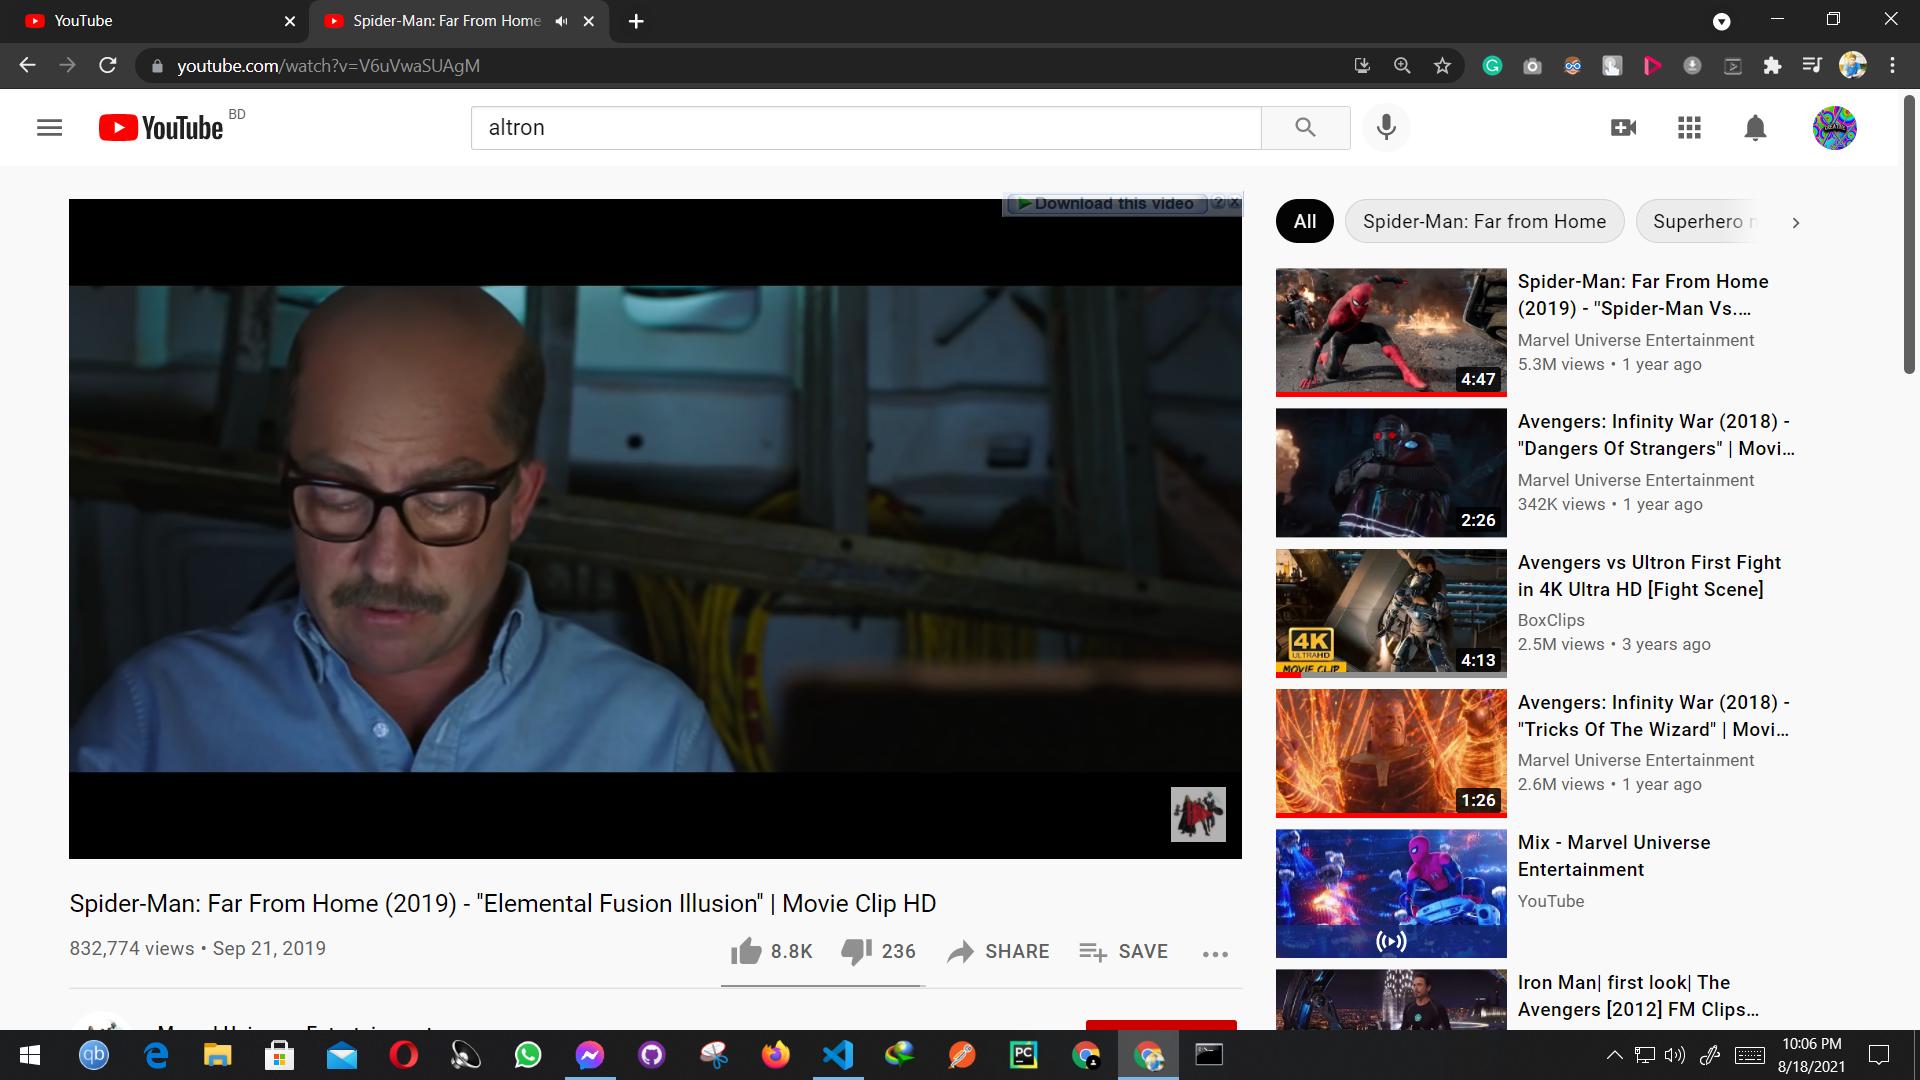 YouTube
Spider-Man: Far From Home
youtube.com/watch?v=V6uVwaSUAgM
YouTube BD
altron
Download this video
All
Spider-Man: Far from Home
Superhero
Spider-Man: Far From Home
(2019) - "Spider-Man Vs....
Marvel Universe Entertainment
5.3M views • 1 year ago
4:47
Avengers: Infinity War (2018) -
"Dangers Of Strangers" | Movi...
Marvel Universe Entertainment
342K views • 1 year ago
2:26
Avengers vs Ultron First Fight
in 4K Ultra HD [Fight Scene]
BoxClips
2.5M views • 3 years ago
4K
ULTRAHD
MOVIE CLIP
4:13
Avengers: Infinity War (2018) -
"Tricks Of The Wizard" | Movi...
Marvel Universe Entertainment
2.6M views • 1 year ago
1:26
Mix - Marvel Universe
Entertainment
YouTube
Iron Man| first look| The
Avengers [2012] FM Clips...
Spider-Man: Far From Home (2019) - "Elemental Fusion Illusion" | Movie Clip HD
832,774 views • Sep 21, 2019
8.8K
236
SHARE
SAVE
Marvel Universe Entertainment
qb
PC
10:06 PM
8/18/2021